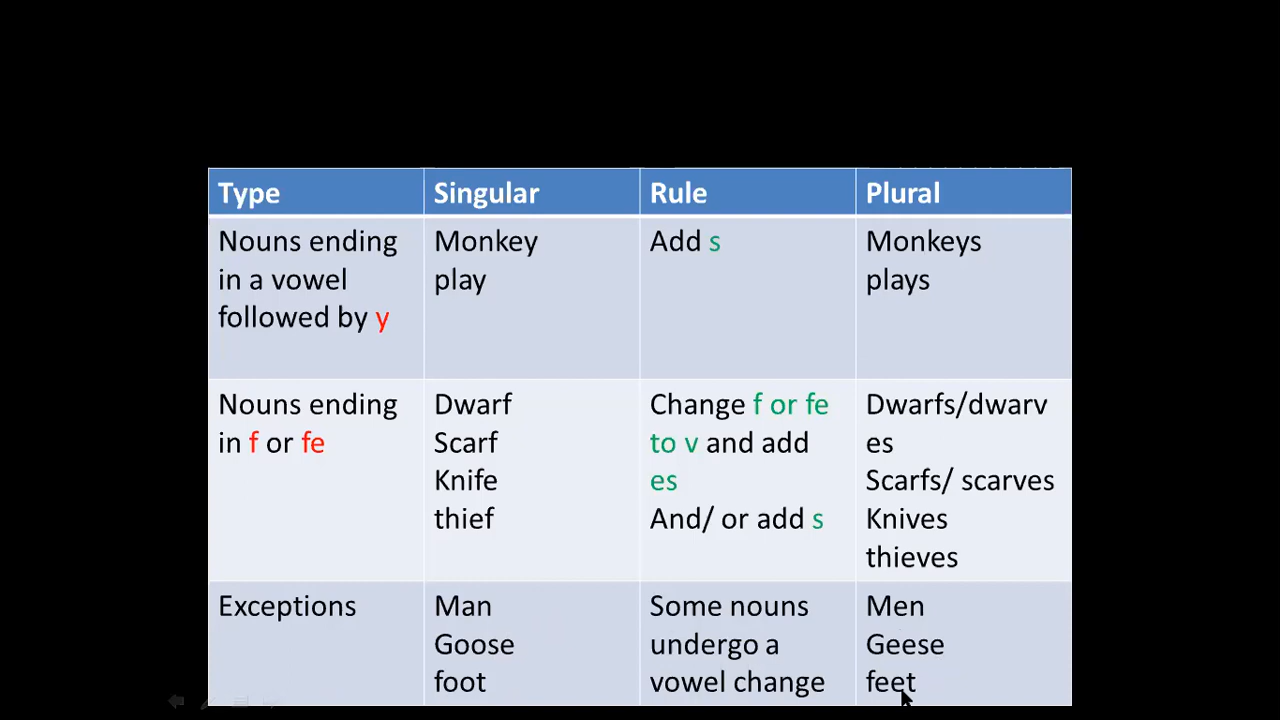 Type Singular Rule Plural
Nouns ending Monkey Add s Monkeys
in a vowel play plays
followed by y
Nouns ending Dwarf Change f or fe Dwarfs/dwarv
in f or fe Scarf to v and add es
Knife es Scarfs/ scarves
thief And/ or add s Knives
thieves
Exceptions Man Some nouns Men
Goose undergo a Geese
foot vowel change feet